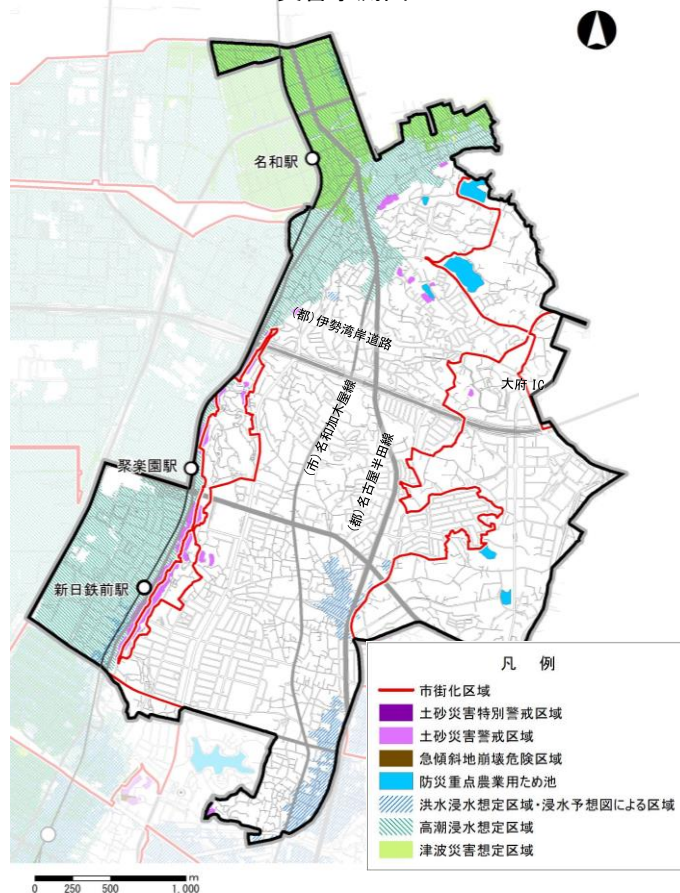 名和駅
(都)伊勢湾岸道路
大府 IC
(市)名和加木屋線
(都)名古屋半田線
聚楽園駅
新日鉄前駅
凡 例
市街化区域
土砂災害特別警戒区域
土砂災害警戒区域
急傾斜地崩壊危険区域
防災重点農業用ため池
洪水浸水想定区域・浸水予想図による区域
高潮浸水想定区域
津波災害想定区域
m
0 250 500 1,000